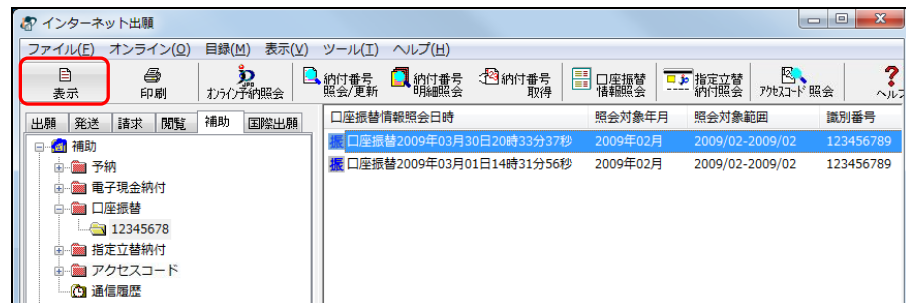 インターネット出願
ファイル(F) オンライン(O) 目録(M) 表示(V) ツール(T) ヘルプ(H)
表示 印刷 オンライン予納照会 納付番号照会/更新 納付番号明細照会 納付番号取得 口座振替情報照会 指定立替納付照会 アクセスコード照会 ヘルプ
出願 発送 請求 閲覧 補助 国際出願
口座振替情報照会日時 照会対象年月 照会対象範囲 識別番号
振 口座振替2009年03月30日20時33分37秒 2009年02月 2009/02-2009/02 123456789
振 口座振替2009年03月01日14時31分56秒 2009年02月 2009/02-2009/02 123456789
補助
予納
電子現金納付
口座振替
12345678
指定立替納付
アクセスコード
通信履歴